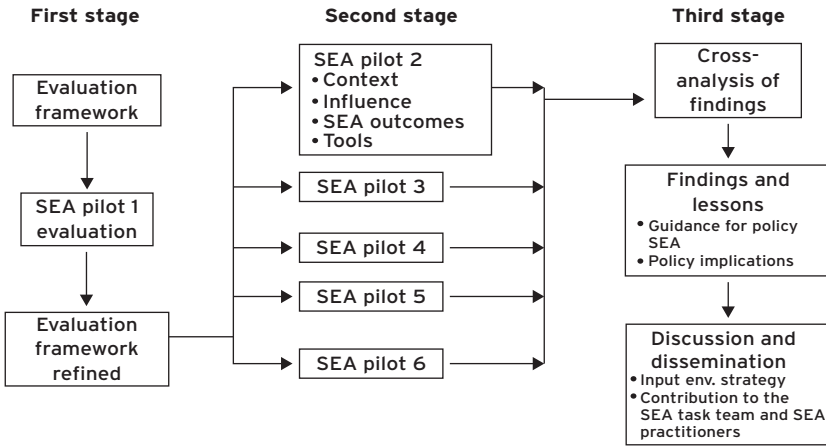 First stage
Second stage
Third stage
Evaluation
framework
SEA pilot 1
evaluation
Evaluation
framework
refined
SEA pilot 2
• Context
• Influence
• SEA outcomes
• Tools
SEA pilot 3
SEA pilot 4
SEA pilot 5
SEA pilot 6
Cross-
analysis of
findings
Findings and
lessons
• Guidance for policy
SEA
• Policy implications
Discussion and
dissemination
• Input env. strategy
• Contribution to the
SEA task team and SEA
practitioners